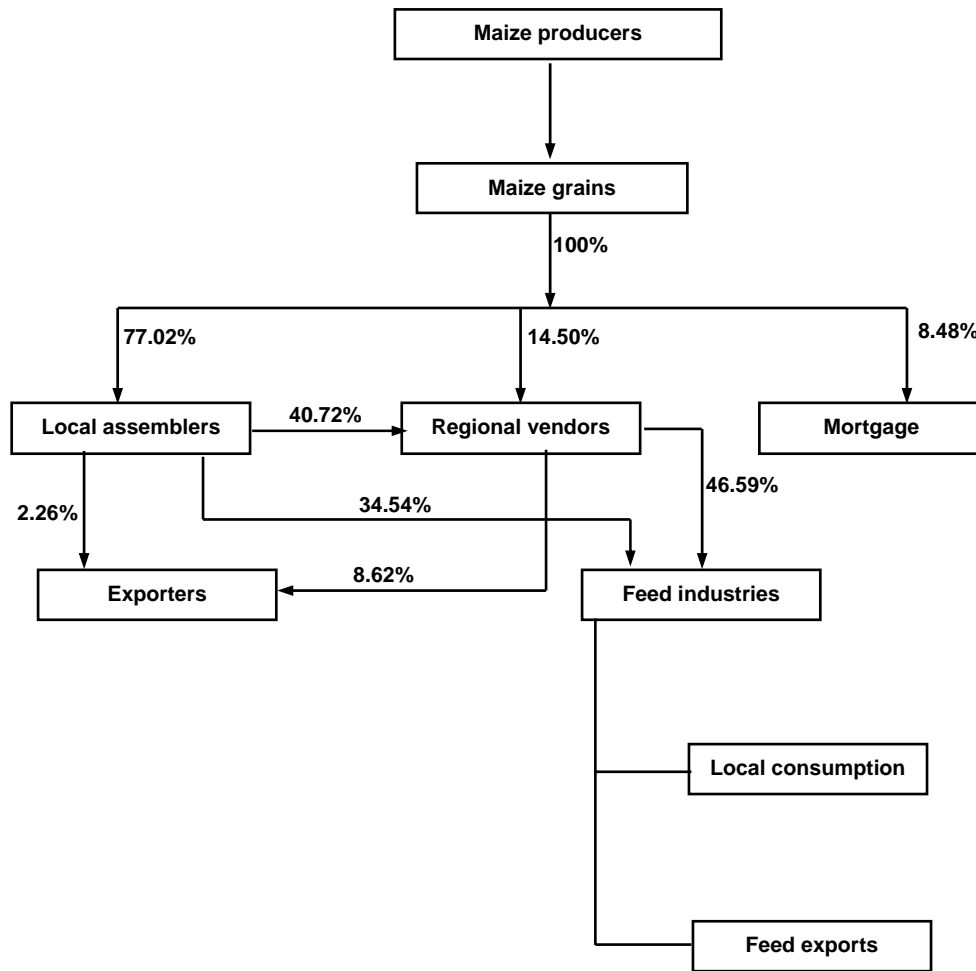 Maize producers
Maize grains
100%
77.02%
14.50%
8.48%
Local assemblers
40.72%
Regional vendors
Mortgage
2.26%
34.54%
46.59%
Exporters
8.62%
Feed industries
Local consumption
Feed exports